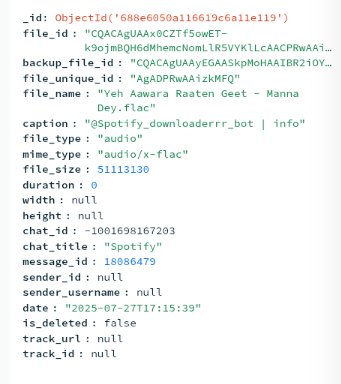 _id: ObjectId('688e6050a116619c6a11e119')
file_id : "CQACAgUAAx0CZTf5owET-
k9ojmBQH6dMhemcNomLlR5VYKlLcAACPRwAAi…
backup_file_id : "CQACAgUAAyEGAASkpMoHAAIBR2iOY…
file_unique_id : "AgADPRwAAizkMFQ"
file_name : "Yeh Aawara Raaten Geet - Manna
Dey.flac"
caption : "@Spotify_downloaderrr_bot | info"
file_type : "audio"
mime_type : "audio/x-flac"
file_size : 51113130
duration : 0
width : null
height : null
chat_id : -1001698167203
chat_title : "Spotify"
message_id : 18086479
sender_id : null
sender_username : null
date : "2025-07-27T17:15:39"
is_deleted : false
track_url : null
track_id : null